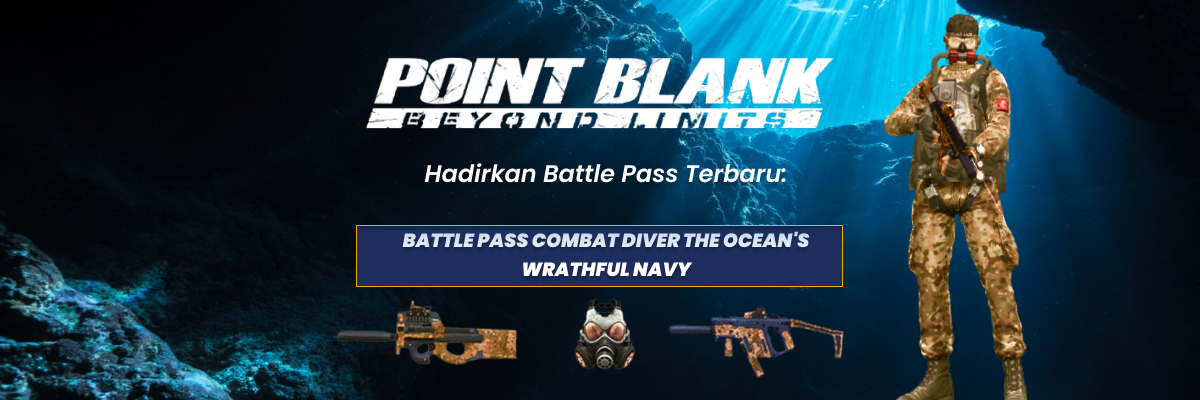 POINT BLANK
BEYOND LIMITS
Hadirkan Battle Pass Terbaru:
BATTLE PASS COMBAT DIVER THE OCEAN'S
WRATHFUL NAVY